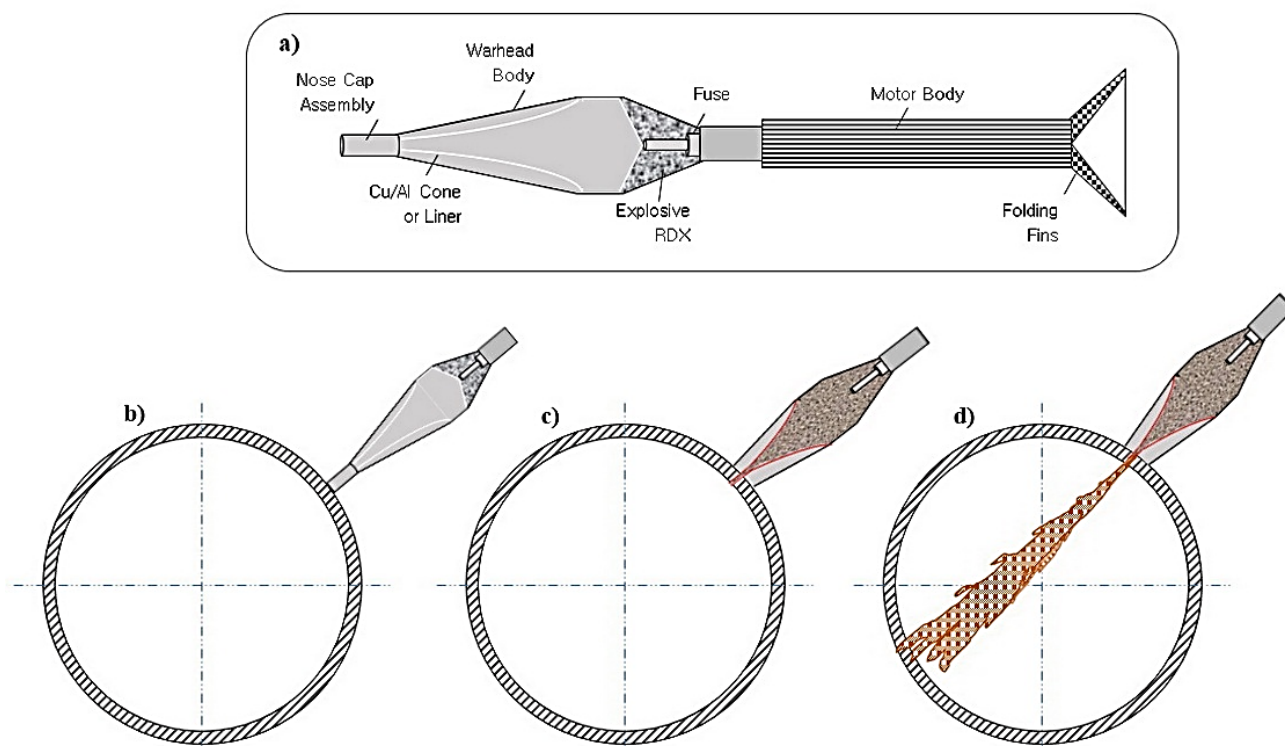 a)
Nose Cap
Assembly
Warhead
Body
Fuse
Motor Body
Cu/Al Cone
or Liner
Explosive
RDX
Folding
Fins
b)
c)
d)